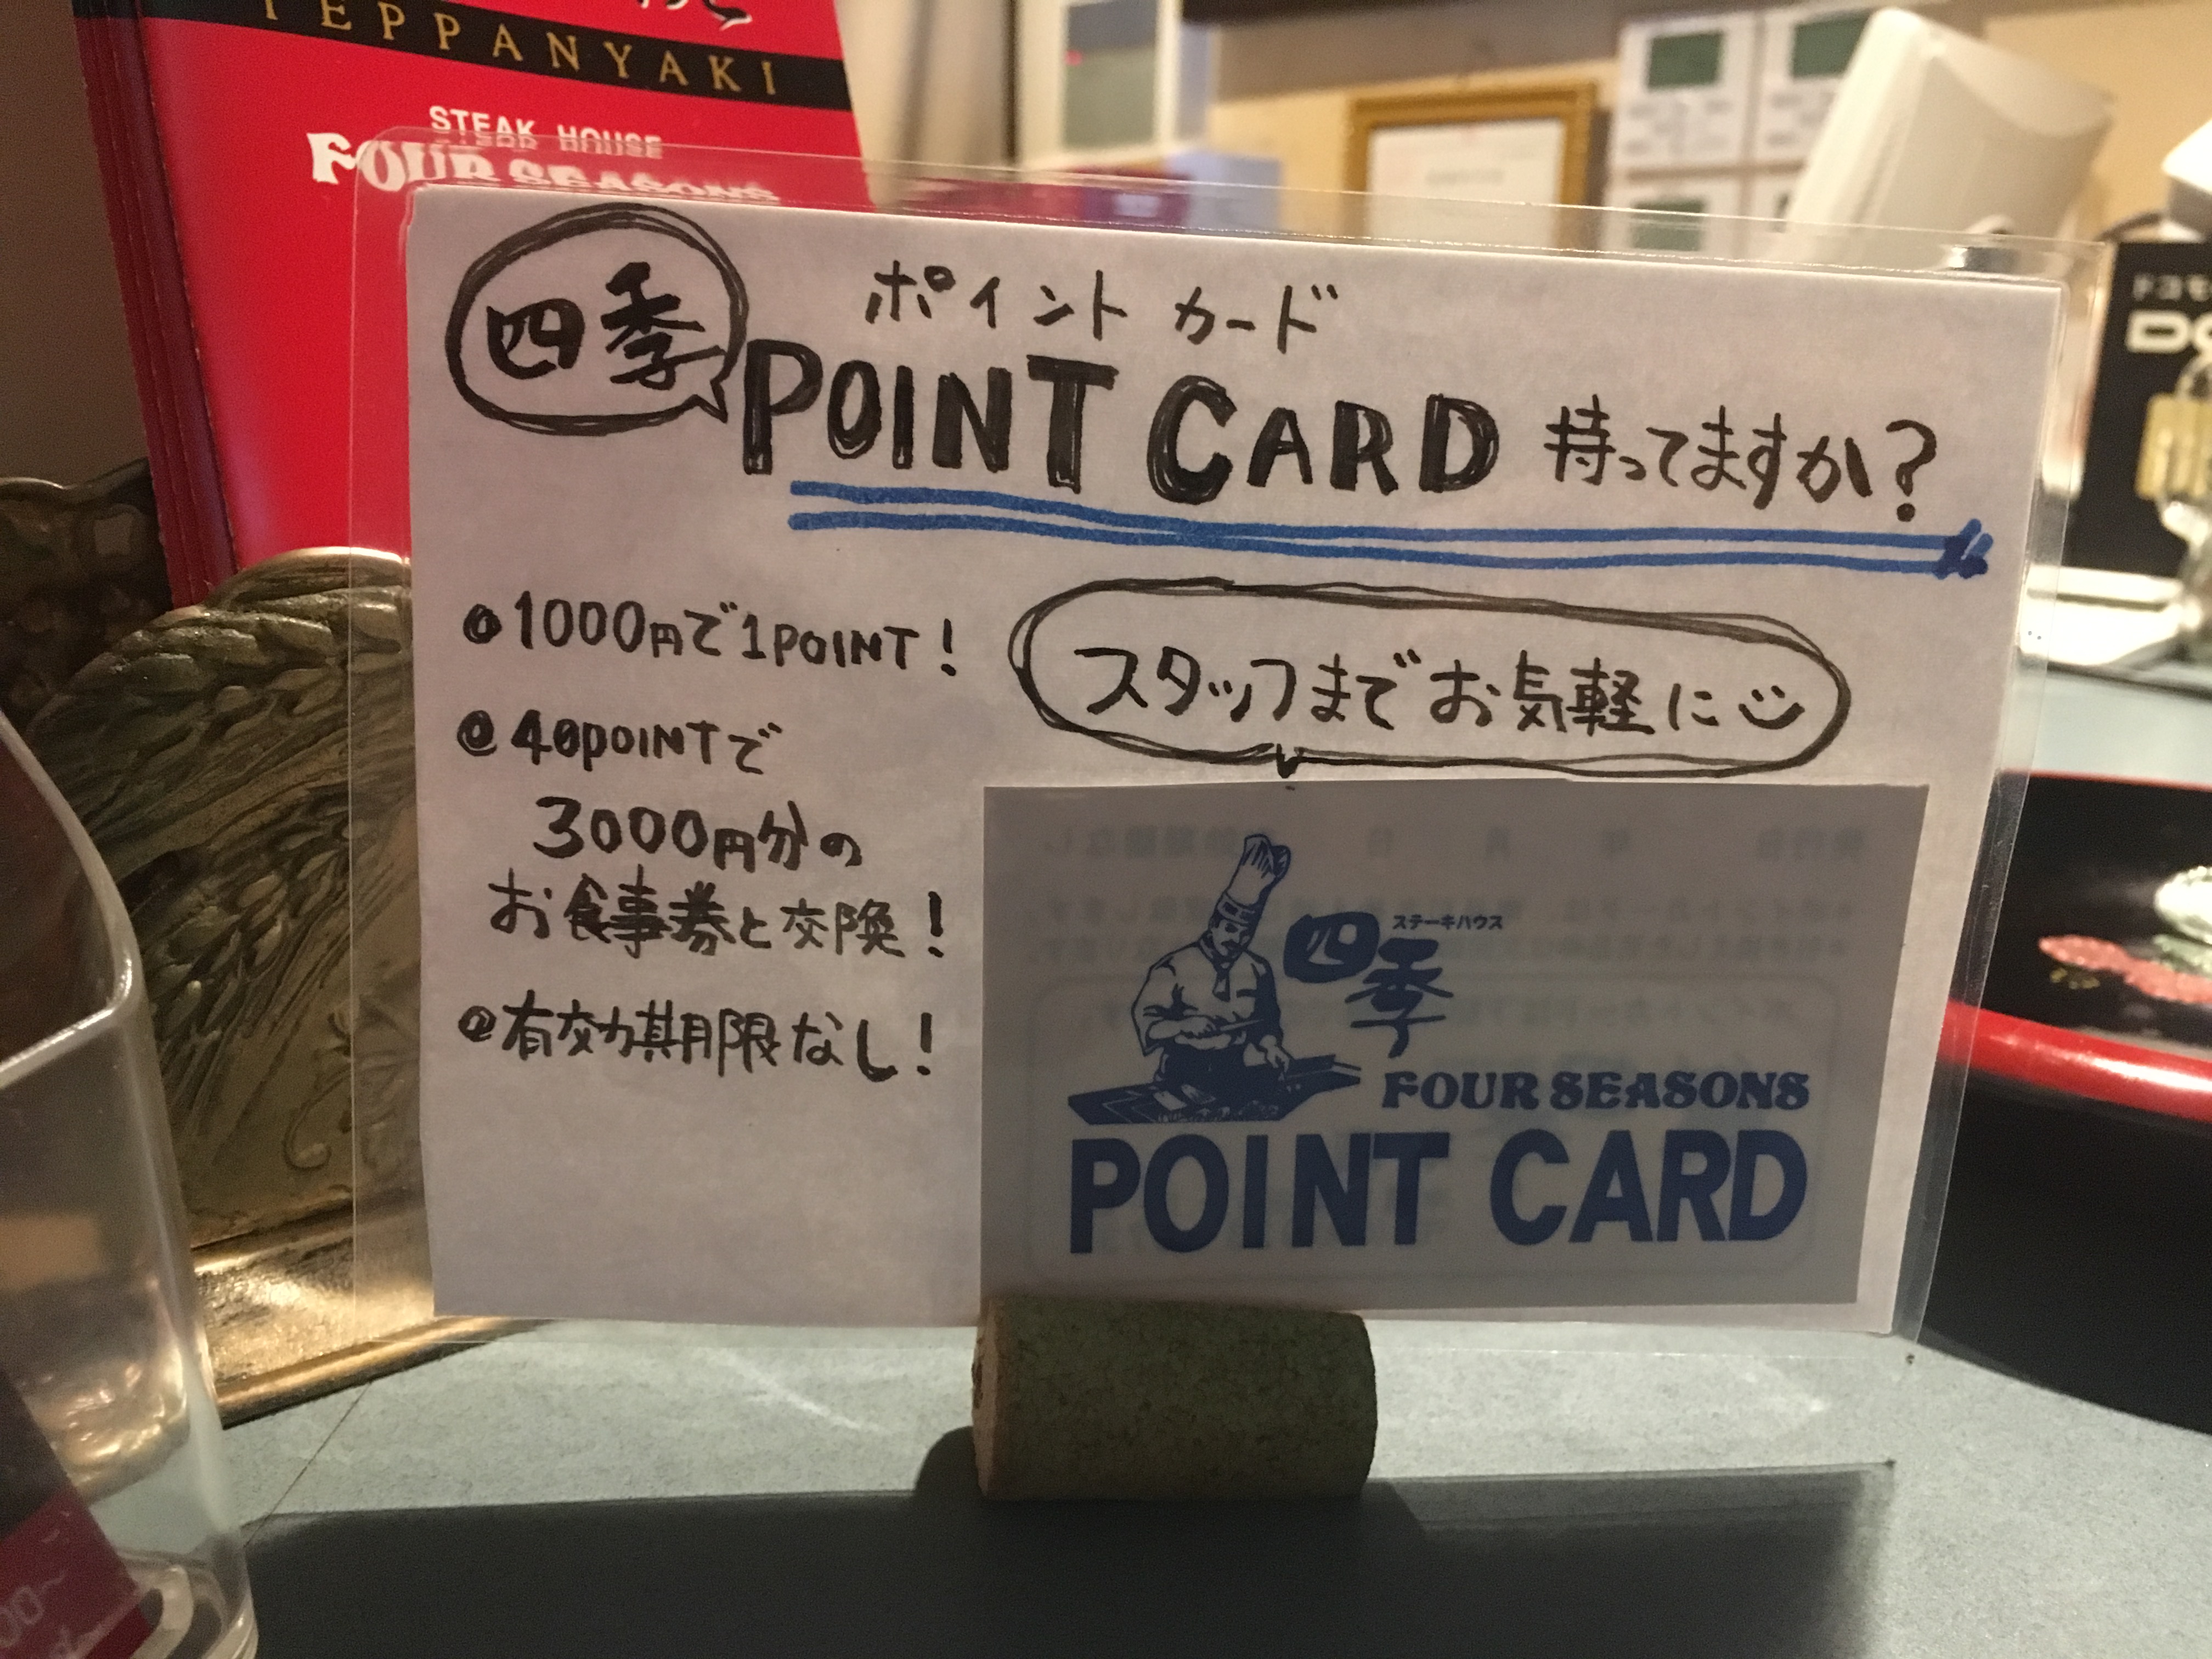 TEPPANYAKI
STEAK HOUSE
FOUR SEASONS
四季
ポイント カード
POINT CARD 持ってますか?
●1000円で1POINT!
スタッフまでお気軽に
●40POINTで
3000円分の
お食事券と交換!
●有効期限なし!
ステーキハウス
四季
FOUR SEASONS
POINT CARD